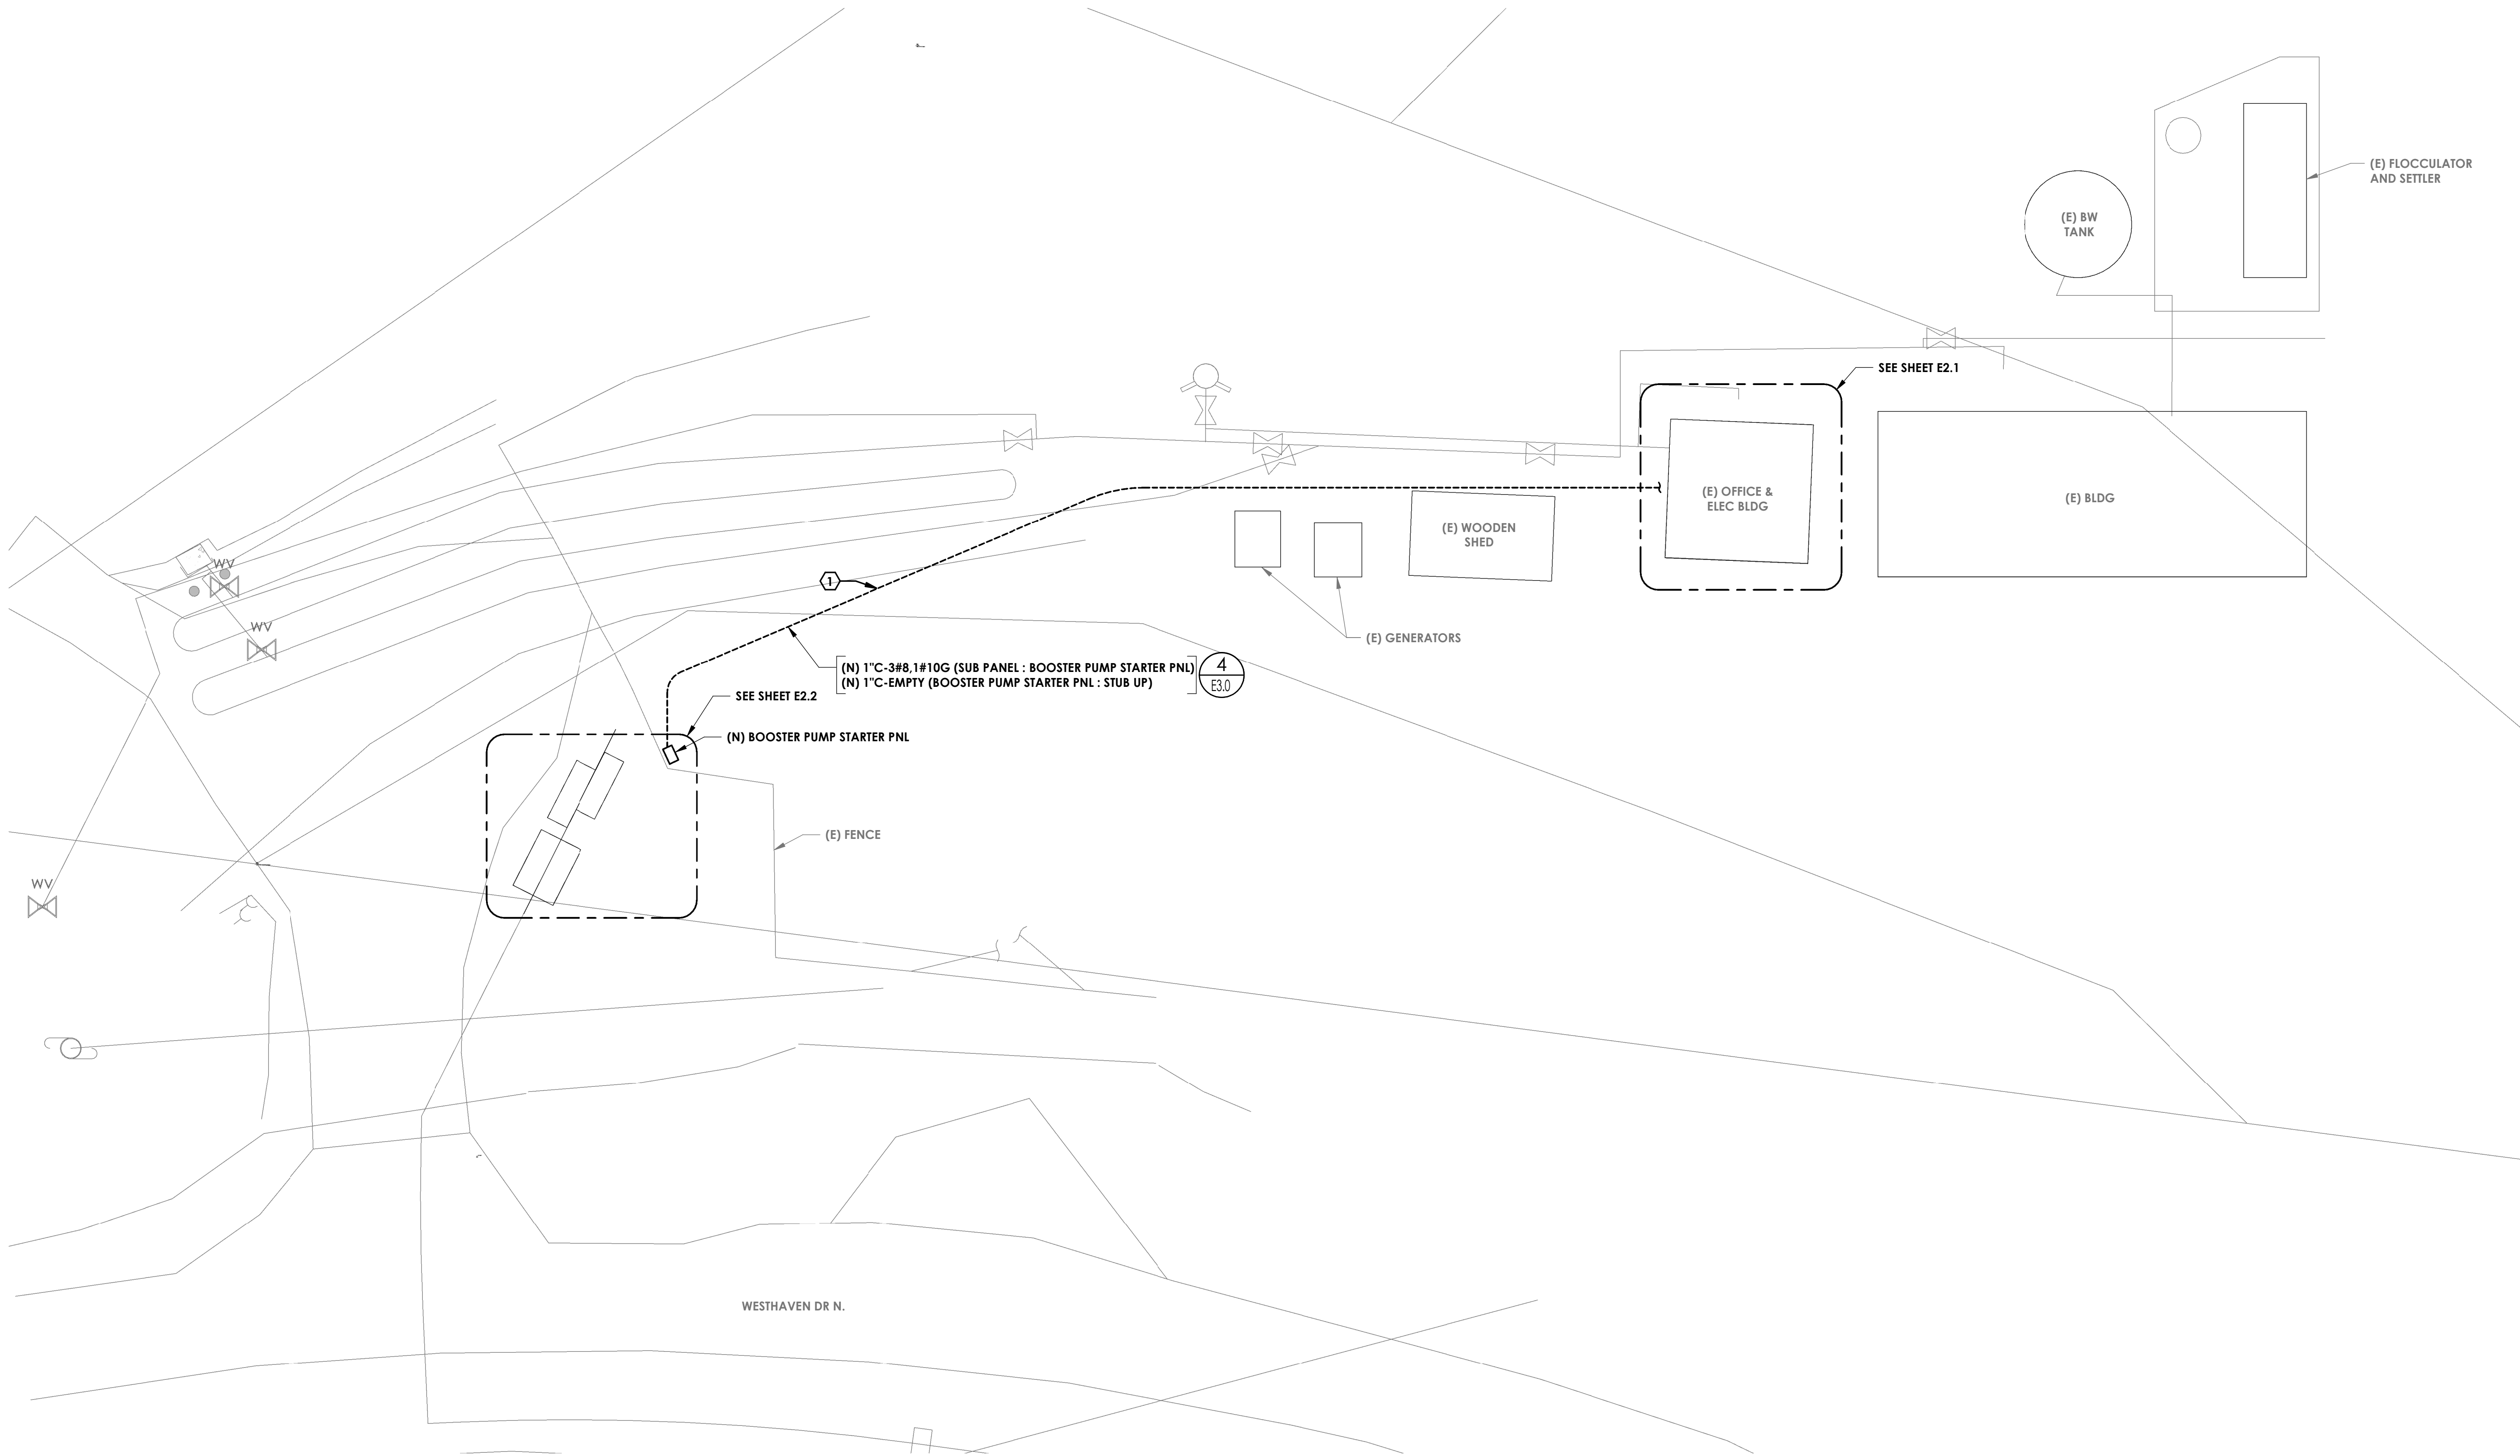 (E) FLOCCULATOR
AND SETTLER
(E) BW
TANK
SEE SHEET E2.1
(E) OFFICE &
ELEC BLDG
(E) BLDG
(E) WOODEN
SHED
WV
1
WV
(E) GENERATORS
(N) 1"C-3#8,1#10G (SUB PANEL : BOOSTER PUMP STARTER PNL)
(N) 1"C-EMPTY (BOOSTER PUMP STARTER PNL : STUB UP)
4
E3.0
SEE SHEET E2.2
(N) BOOSTER PUMP STARTER PNL
(E) FENCE
WV
WESTHAVEN DR N.